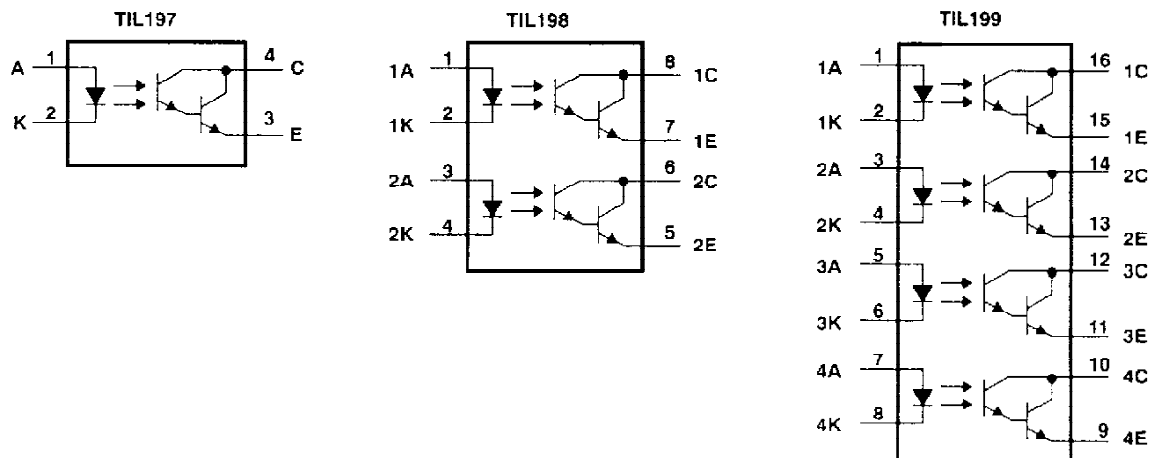 TIL197
A 1 4 C
K 2 3 E
TIL198
1A 1 8 1C
1K 2 7 1E
2A 3 6 2C
2K 4 5 2E
TIL199
1A 1 16 1C
1K 2 15 1E
2A 3 14 2C
2K 4 13 2E
3A 5 12 3C
3K 6 11 3E
4A 7 10 4C
4K 8 9 4E